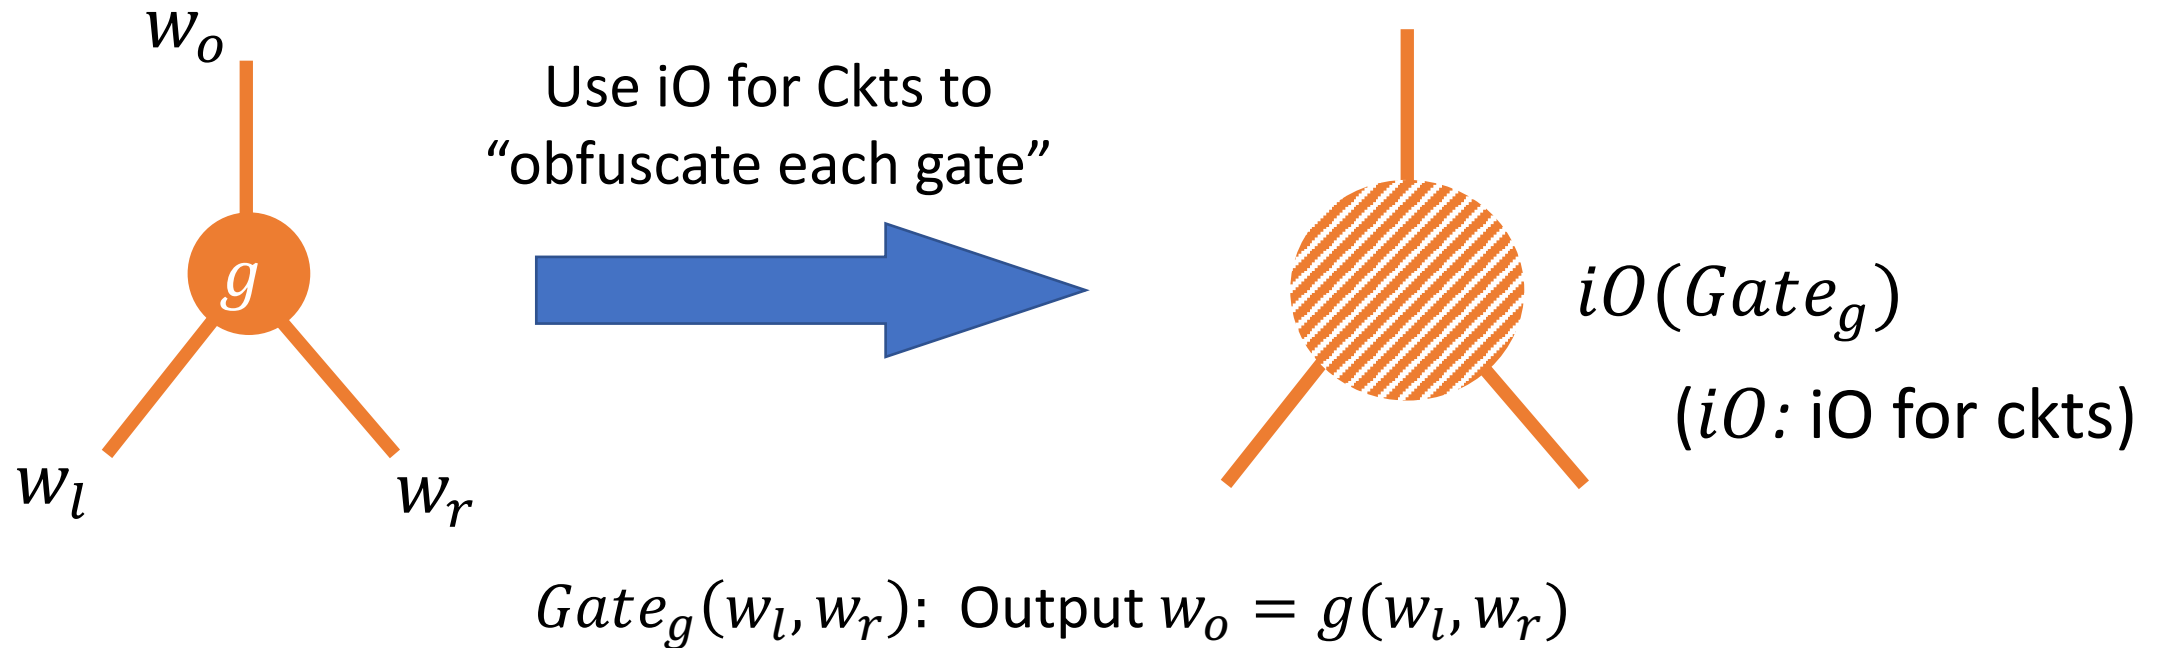 w_o
Use iO for Ckts to
“obfuscate each gate”
g
iO(Gate_g)
(iO: iO for ckts)
w_l
w_r
Gate_g(w_l, w_r): Output w_o = g(w_l, w_r)